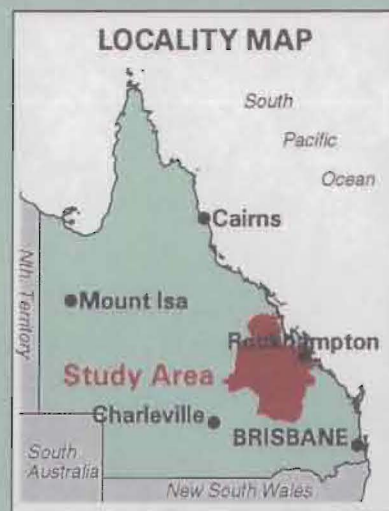 LOCALITY MAP
South
Pacific
Ocean
Cairns
Nth. Territory
Mount Isa
Rockhampton
Study Area
Charleville
BRISBANE
South
Australia
New South Wales